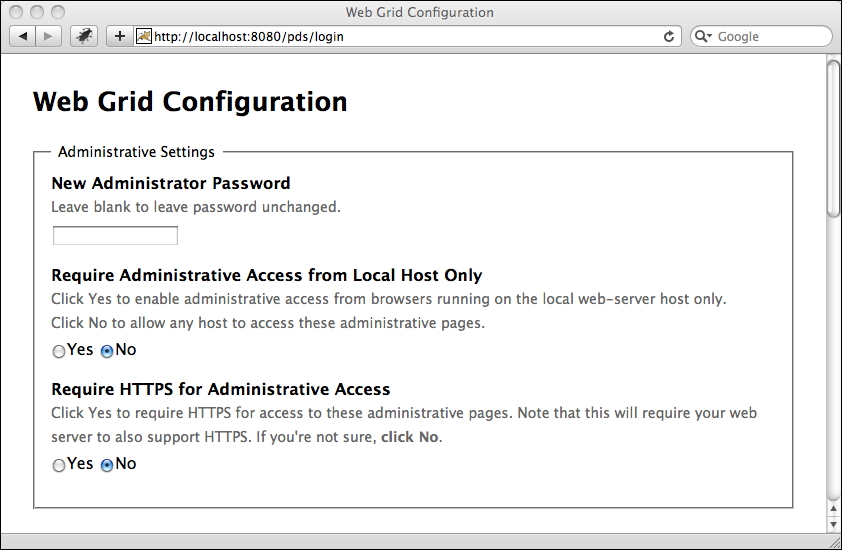 Web Grid Configuration
http://localhost:8080/pds/login
Google
Web Grid Configuration
Administrative Settings
New Administrator Password
Leave blank to leave password unchanged.
Require Administrative Access from Local Host Only
Click Yes to enable administrative access from browsers running on the local web-server host only.
Click No to allow any host to access these administrative pages.
Yes No
Require HTTPS for Administrative Access
Click Yes to require HTTPS for access to these administrative pages. Note that this will require your web
server to also support HTTPS. If you're not sure, click No.
Yes No